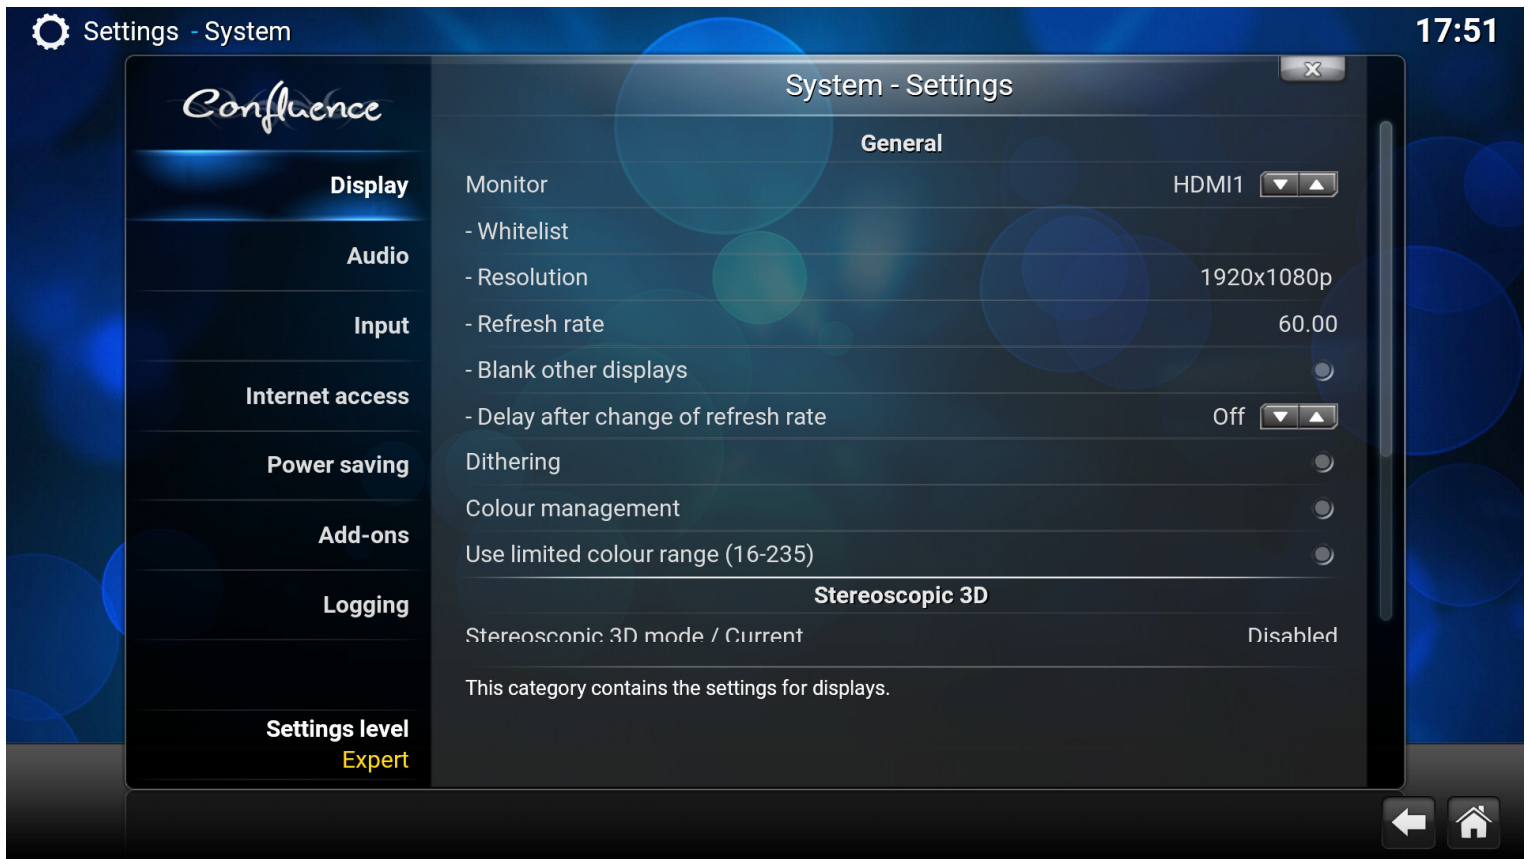 Settings - System
17:51
Confluence
System - Settings
General
Display
Audio
Input
Internet access
Power saving
Add-ons
Logging
Settings level
Expert
Monitor HDMI1
- Whitelist
- Resolution 1920x1080p
- Refresh rate 60.00
- Blank other displays
- Delay after change of refresh rate Off
Dithering
Colour management
Use limited colour range (16-235)
Stereoscopic 3D
Stereoscopic 3D mode / Current Disabled
This category contains the settings for displays.